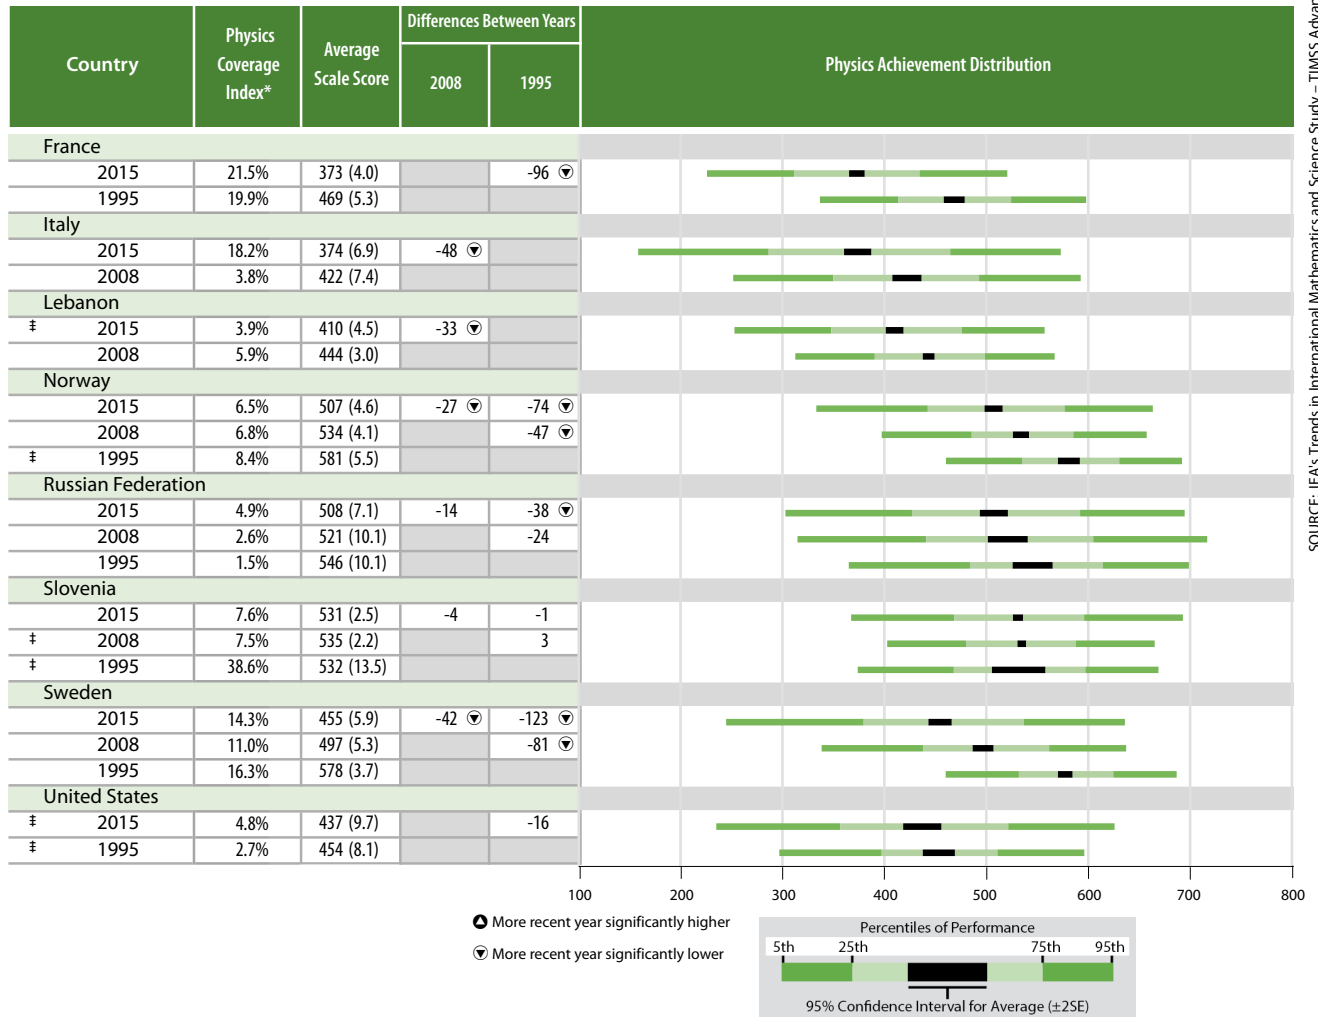 Country
Physics
Coverage
Index*
Average
Scale Score
Differences Between Years
2008 1995
Physics Achievement Distribution
France
2015 21.5% 373 (4.0) -96
1995 19.9% 469 (5.3)
Italy
2015 18.2% 374 (6.9) -48
2008 3.8% 422 (7.4)
Lebanon
‡ 2015 3.9% 410 (4.5) -33
2008 5.9% 444 (3.0)
Norway
2015 6.5% 507 (4.6) -27 -74
2008 6.8% 534 (4.1) -47
‡ 1995 8.4% 581 (5.5)
Russian Federation
2015 4.9% 508 (7.1) -14 -38
2008 2.6% 521 (10.1) -24
1995 1.5% 546 (10.1)
Slovenia
2015 7.6% 531 (2.5) -4 -1
‡ 2008 7.5% 535 (2.2) 3
‡ 1995 38.6% 532 (13.5)
Sweden
2015 14.3% 455 (5.9) -42 -123
2008 11.0% 497 (5.3) -81
1995 16.3% 578 (3.7)
United States
‡ 2015 4.8% 437 (9.7) -16
‡ 1995 2.7% 454 (8.1)
100 200 300 400 500 600 700 800
More recent year significantly higher
More recent year significantly lower
Percentiles of Performance
5th 25th 75th 95th
95% Confidence Interval for Average (±2SE)
SOURCE: IEA's Trends in International Mathematics and Science Study – TIMSS